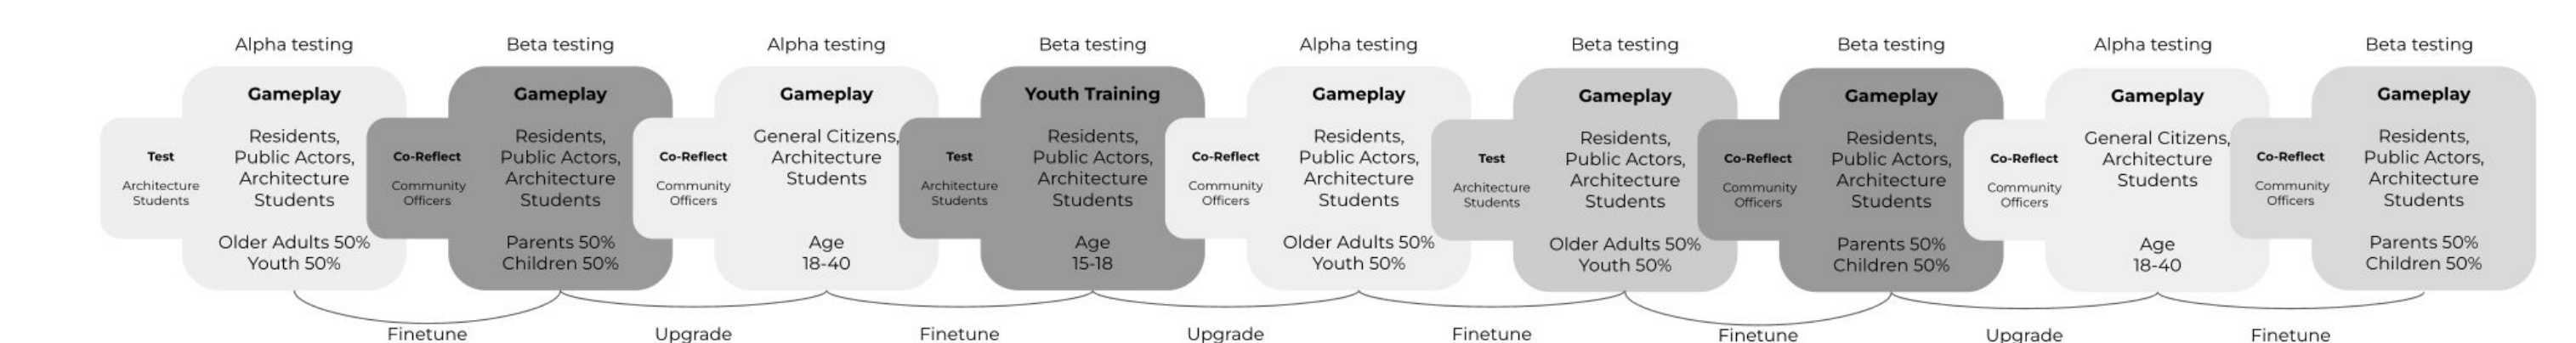 Alpha testing
Beta testing
Alpha testing
Beta testing
Alpha testing
Beta testing
Beta testing
Alpha testing
Beta testing
Test
Architecture
Students
Gameplay
Residents,
Public Actors,
Architecture
Students
Older Adults 50%
Youth 50%
Co-Reflect
Community
Officers
Gameplay
Residents,
Public Actors,
Architecture
Students
Parents 50%
Children 50%
Co-Reflect
Community
Officers
Gameplay
General Citizens,
Architecture
Students
Age
18-40
Test
Architecture
Students
Youth Training
Residents,
Public Actors,
Architecture
Students
Age
15-18
Co-Reflect
Community
Officers
Gameplay
Residents,
Public Actors,
Architecture
Students
Older Adults 50%
Youth 50%
Test
Architecture
Students
Gameplay
Residents,
Public Actors,
Architecture
Students
Older Adults 50%
Youth 50%
Co-Reflect
Community
Officers
Gameplay
Residents,
Public Actors,
Architecture
Students
Parents 50%
Children 50%
Co-Reflect
Community
Officers
Gameplay
General Citizens,
Architecture
Students
Age
18-40
Co-Reflect
Community
Officers
Gameplay
Residents,
Public Actors,
Architecture
Students
Parents 50%
Children 50%
Finetune
Upgrade
Finetune
Upgrade
Finetune
Finetune
Upgrade
Finetune